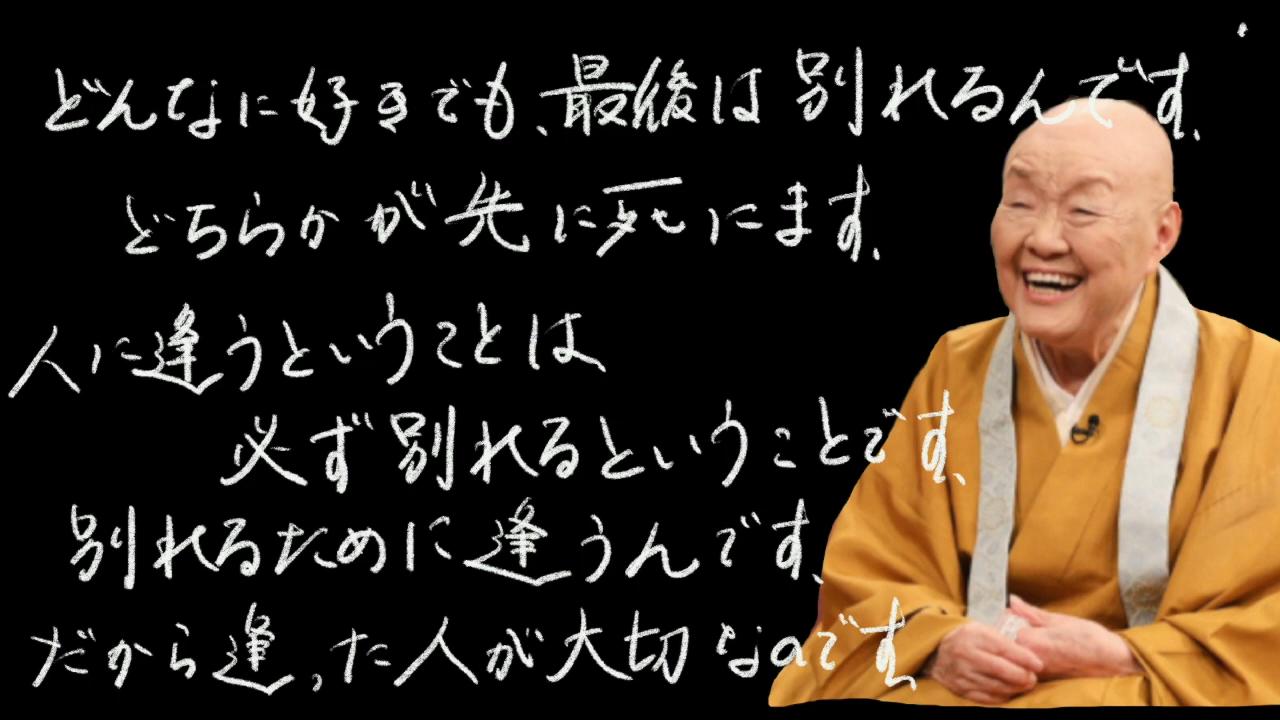 どんなに好きでも、最後は別れるんです、
どちらかが先に死にます、
人に逢うということは、
必ず別れるということです、
別れるために逢うんです、
だから逢った人が大切なのです、